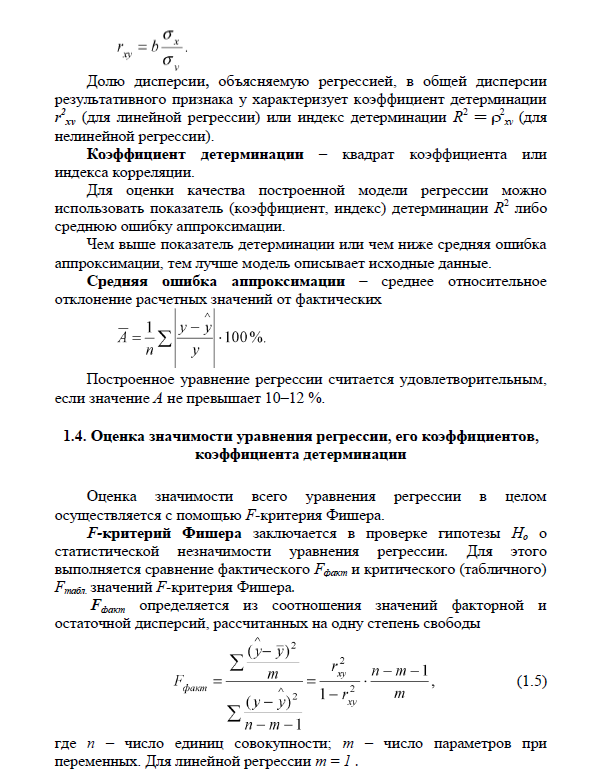 r_xy = b σ_x / σ_y .
Долю дисперсии, объясняемую регрессией, в общей дисперсии
результативного признака у характеризует коэффициент детерминации
r²_xy (для линейной регрессии) или индекс детерминации R² = ρ²_xy (для
нелинейной регрессии).
Коэффициент детерминации – квадрат коэффициента или
индекса корреляции.
Для оценки качества построенной модели регрессии можно
использовать показатель (коэффициент, индекс) детерминации R² либо
среднюю ошибку аппроксимации.
Чем выше показатель детерминации или чем ниже средняя ошибка
аппроксимации, тем лучше модель описывает исходные данные.
Средняя ошибка аппроксимации – среднее относительное
отклонение расчетных значений от фактических
A̅ = 1/n ∑ |(y − ŷ)/y| · 100%.
Построенное уравнение регрессии считается удовлетворительным,
если значение A не превышает 10–12 %.
1.4. Оценка значимости уравнения регрессии, его коэффициентов,
коэффициента детерминации
Оценка значимости всего уравнения регрессии в целом
осуществляется с помощью F-критерия Фишера.
F-критерий Фишера заключается в проверке гипотезы Hо о
статистической незначимости уравнения регрессии. Для этого
выполняется сравнение фактического Fфакт и критического (табличного)
Fтабл. значений F-критерия Фишера.
Fфакт определяется из соотношения значений факторной и
остаточной дисперсий, рассчитанных на одну степень свободы
Fфакт = (∑ (ŷ − y̅)² / m) / (∑ (y − ŷ)² / (n − m − 1)) = r²_xy / (1 − r²_xy) · (n − m − 1) / m , (1.5)
где n – число единиц совокупности; m – число параметров при
переменных. Для линейной регрессии m = 1 .